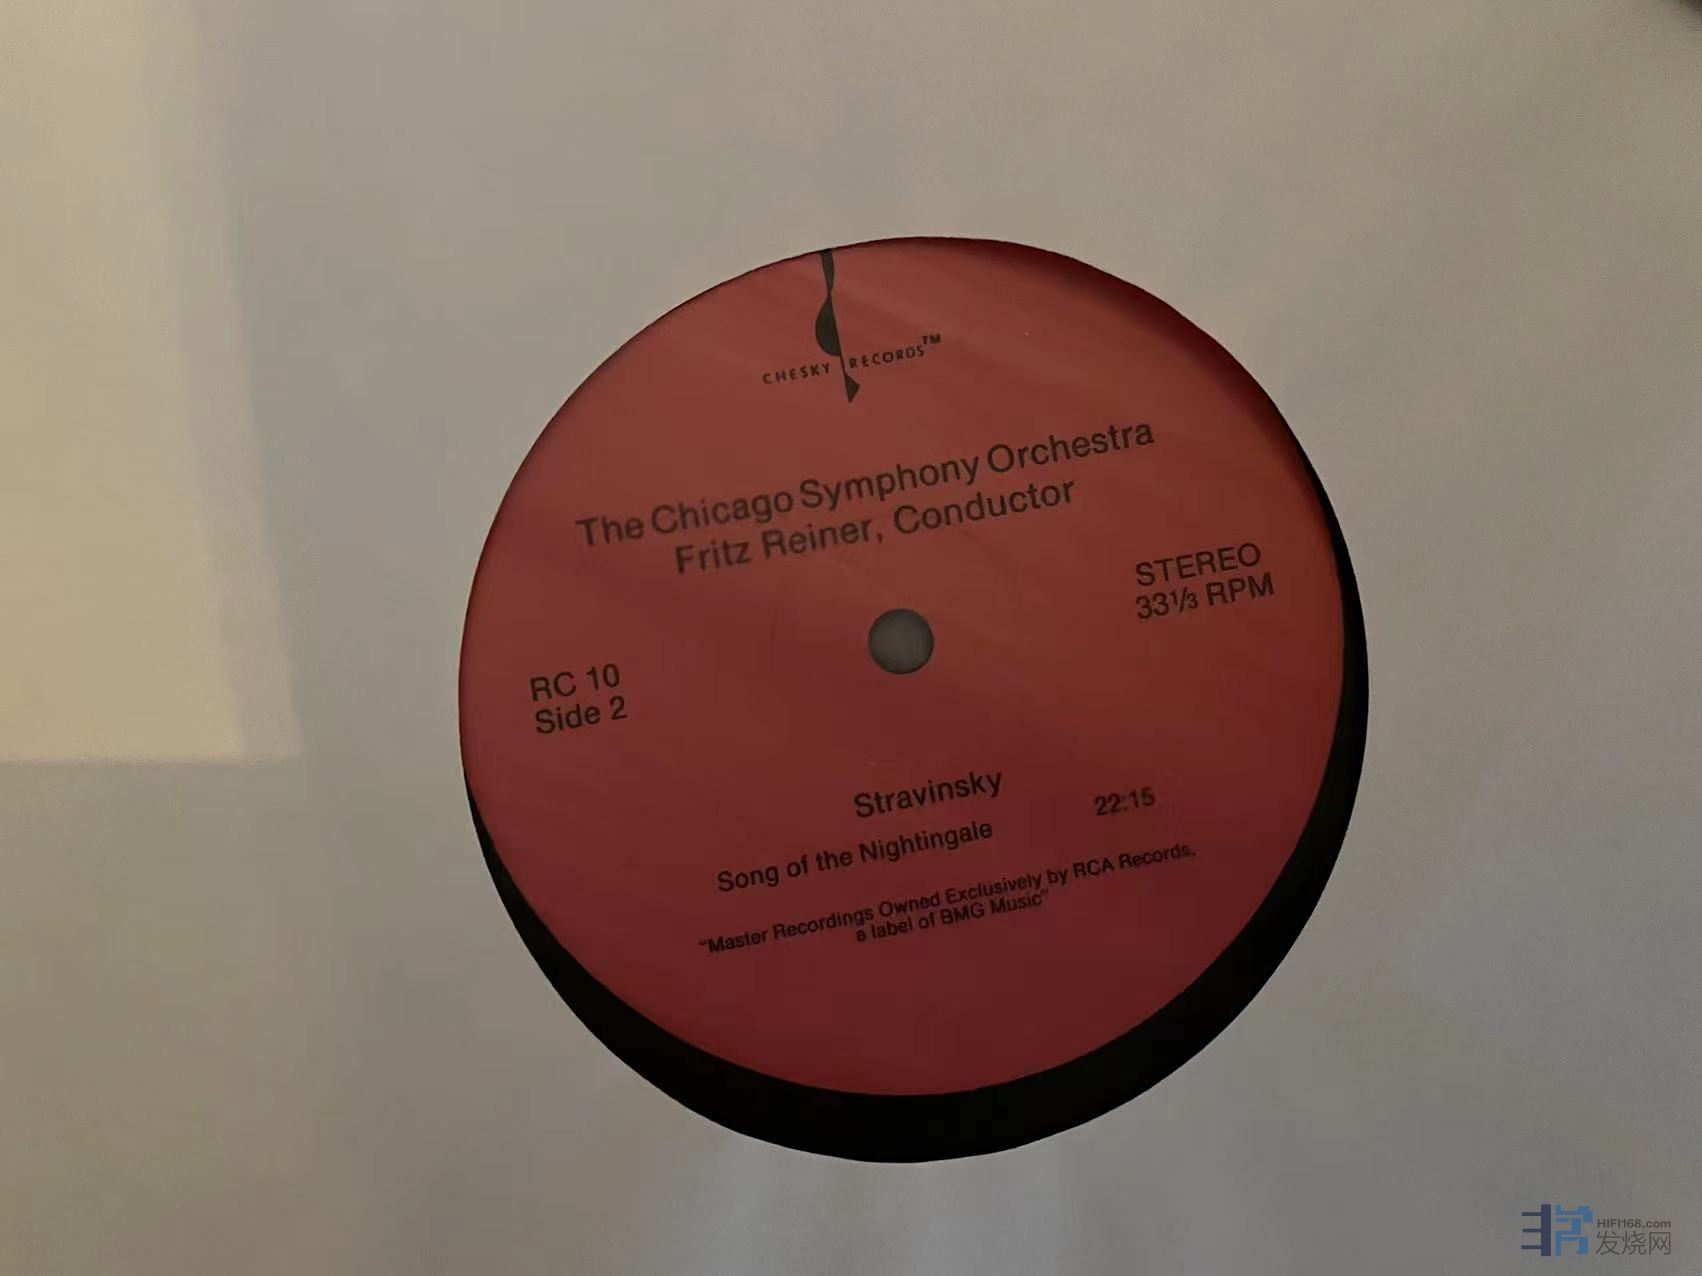 CHESKY RECORDS™
The Chicago Symphony Orchestra
Fritz Reiner, Conductor
STEREO
33⅓ RPM
RC 10
Side 2
Stravinsky
Song of the Nightingale 22:15
"Master Recordings Owned Exclusively by RCA Records,
a label of BMG Music"
HIFI168.com
发烧网